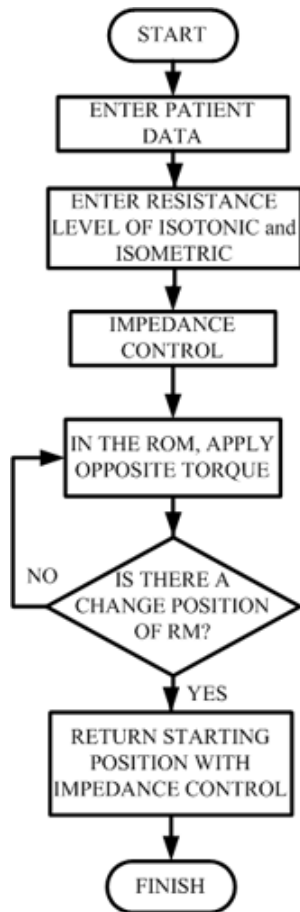 START
ENTER PATIENT
DATA
ENTER RESISTANCE
LEVEL OF ISOTONIC and
ISOMETRIC
IMPEDANCE
CONTROL
IN THE ROM, APPLY
OPPOSITE TORQUE
NO
IS THERE A
CHANGE POSITION
OF RM?
YES
RETURN STARTING
POSITION WITH
IMPEDANCE CONTROL
FINISH